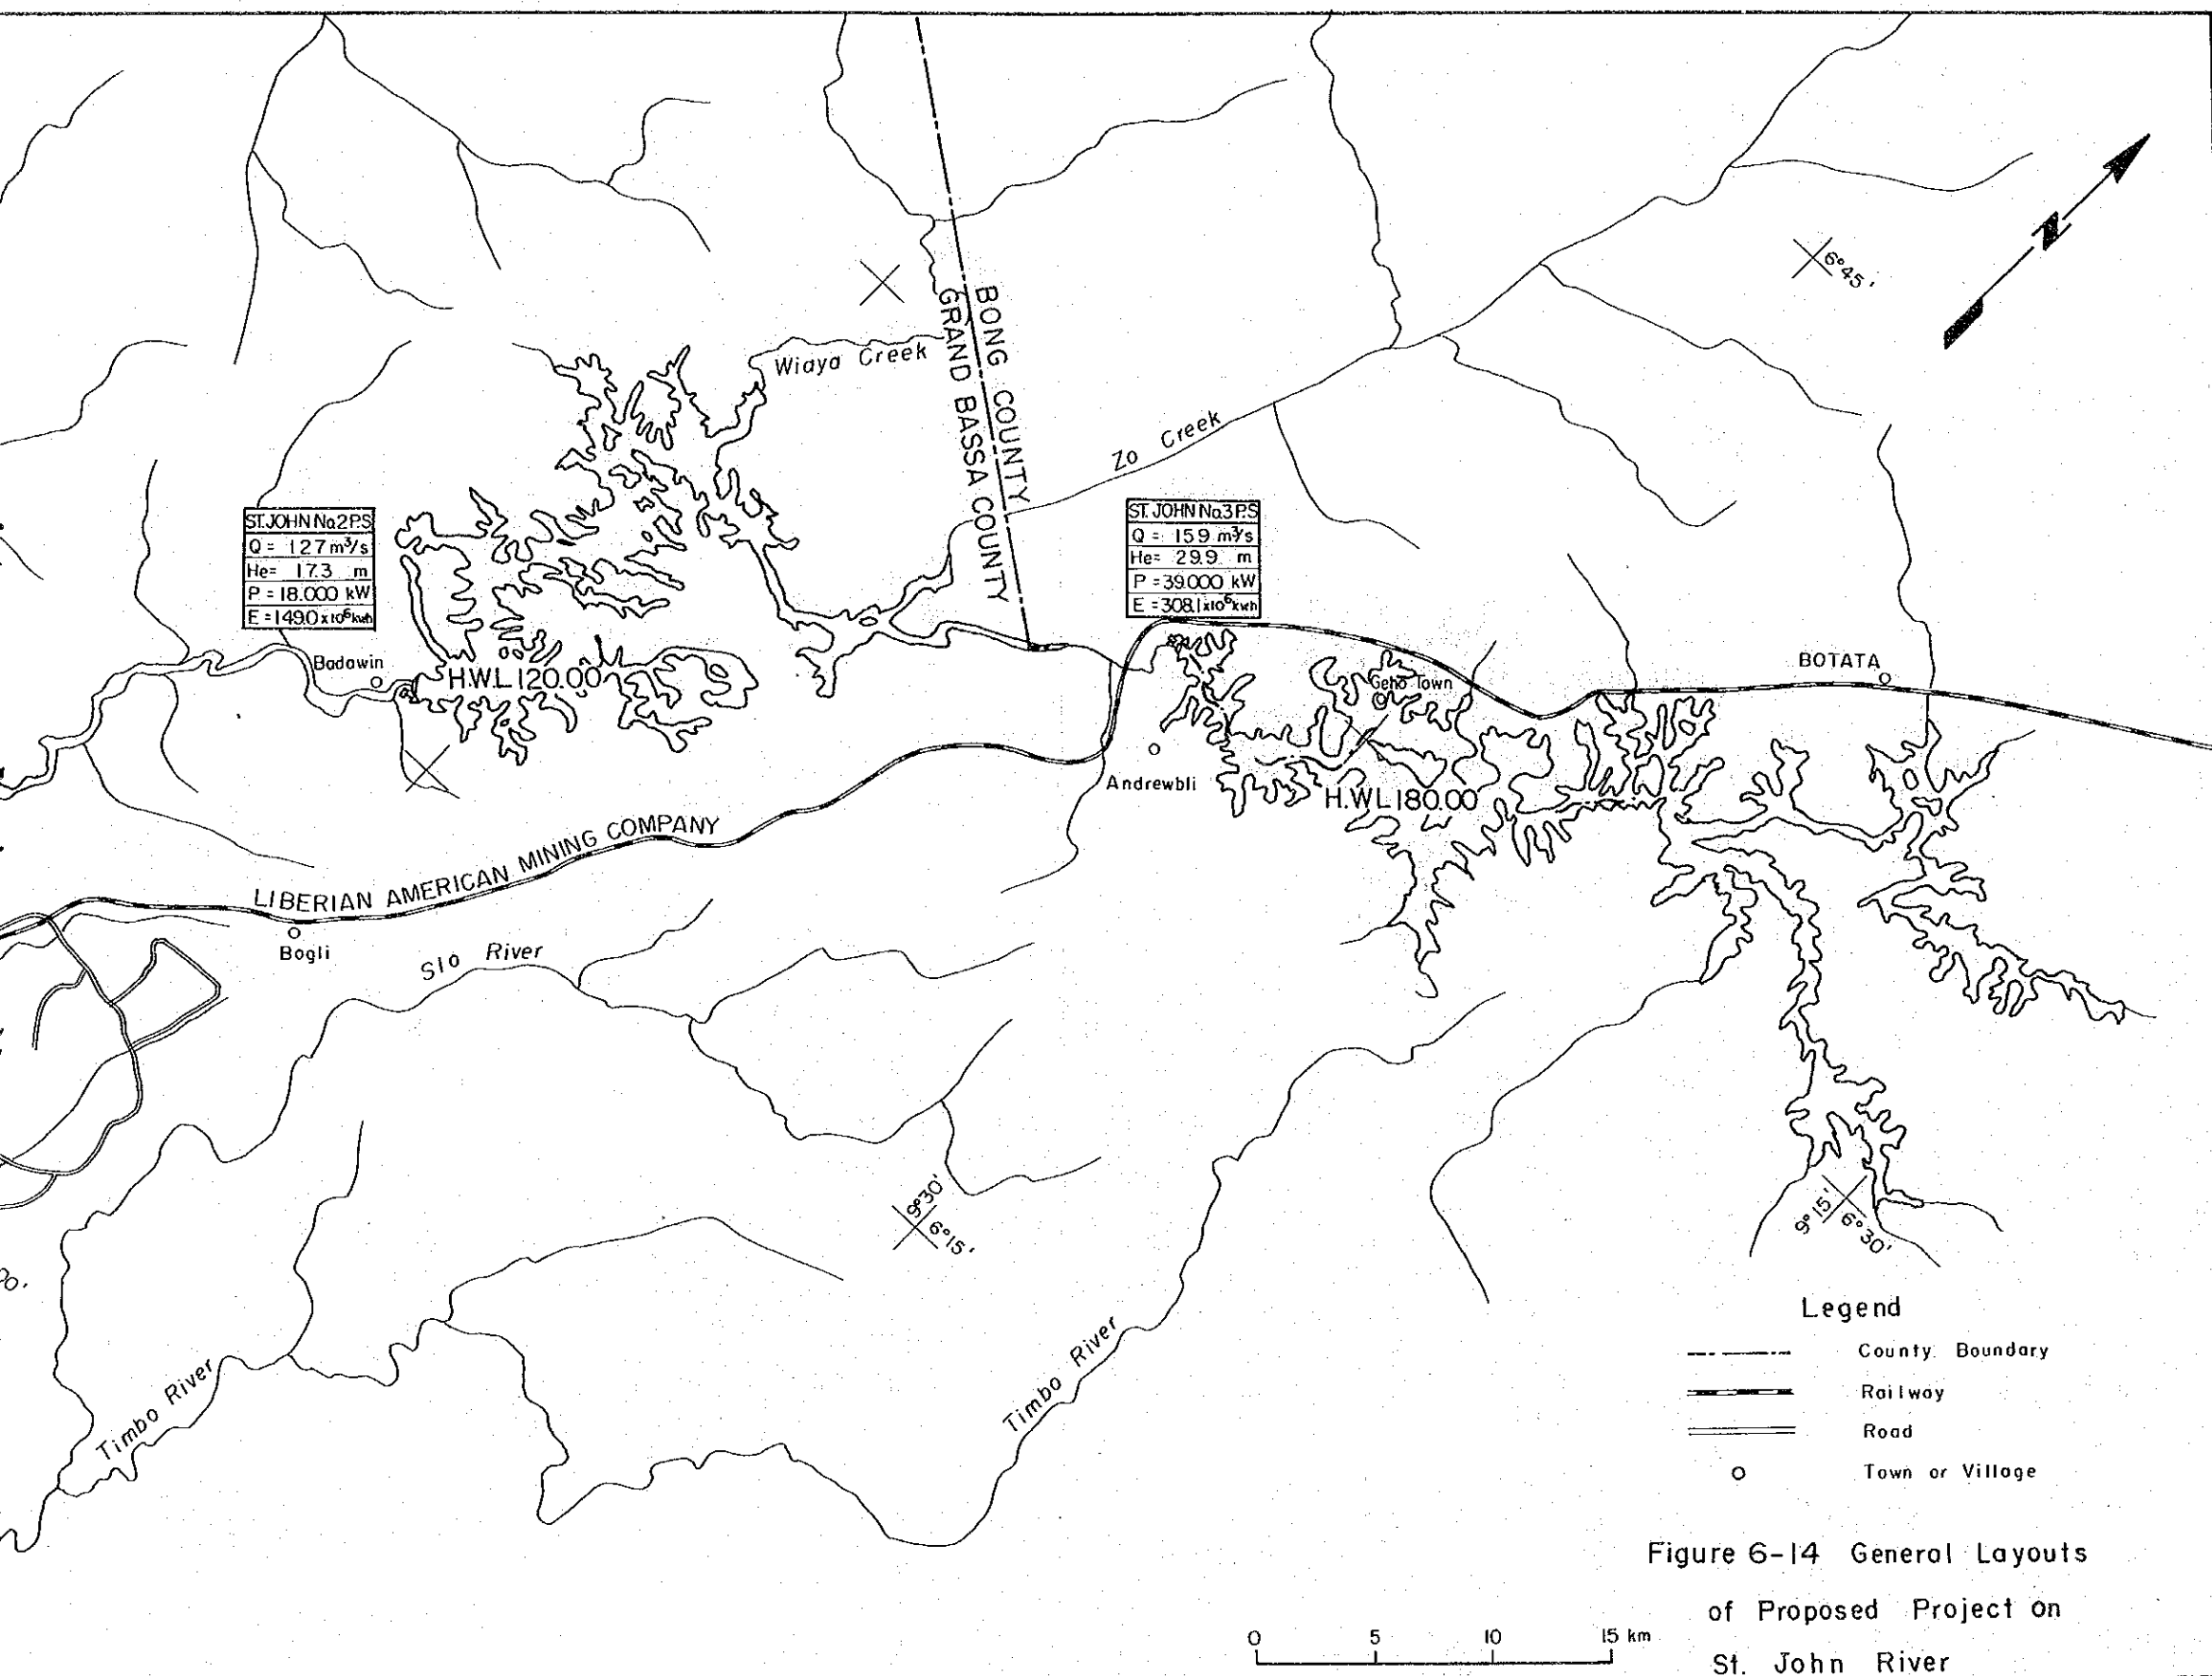 6°45'
Wiaya Creek
BONG COUNTY
GRAND BASSA COUNTY
Zo Creek
ST. JOHN No.2 P.S
Q = 127 m³/s
He = 17.3 m
P = 18.000 kW
E = 149.0 x 10⁶ kwh
ST. JOHN No.3 P.S
Q = 159 m³/s
He = 29.9 m
P = 39.000 kW
E = 308.1 x 10⁶ kwh
Badawin
H.W.L 120.00
BOTATA
Geho Town
Andrewbli
H.W.L 180.00
LIBERIAN AMERICAN MINING COMPANY
Bogli
Slo River
9°30'
6°15'
9°15'
6°30'
Timbo River
Timbo River
Legend
County Boundary
Railway
Road
Town or Village
Figure 6-14 General Layouts
of Proposed Project on
St. John River
0 5 10 15 km
N